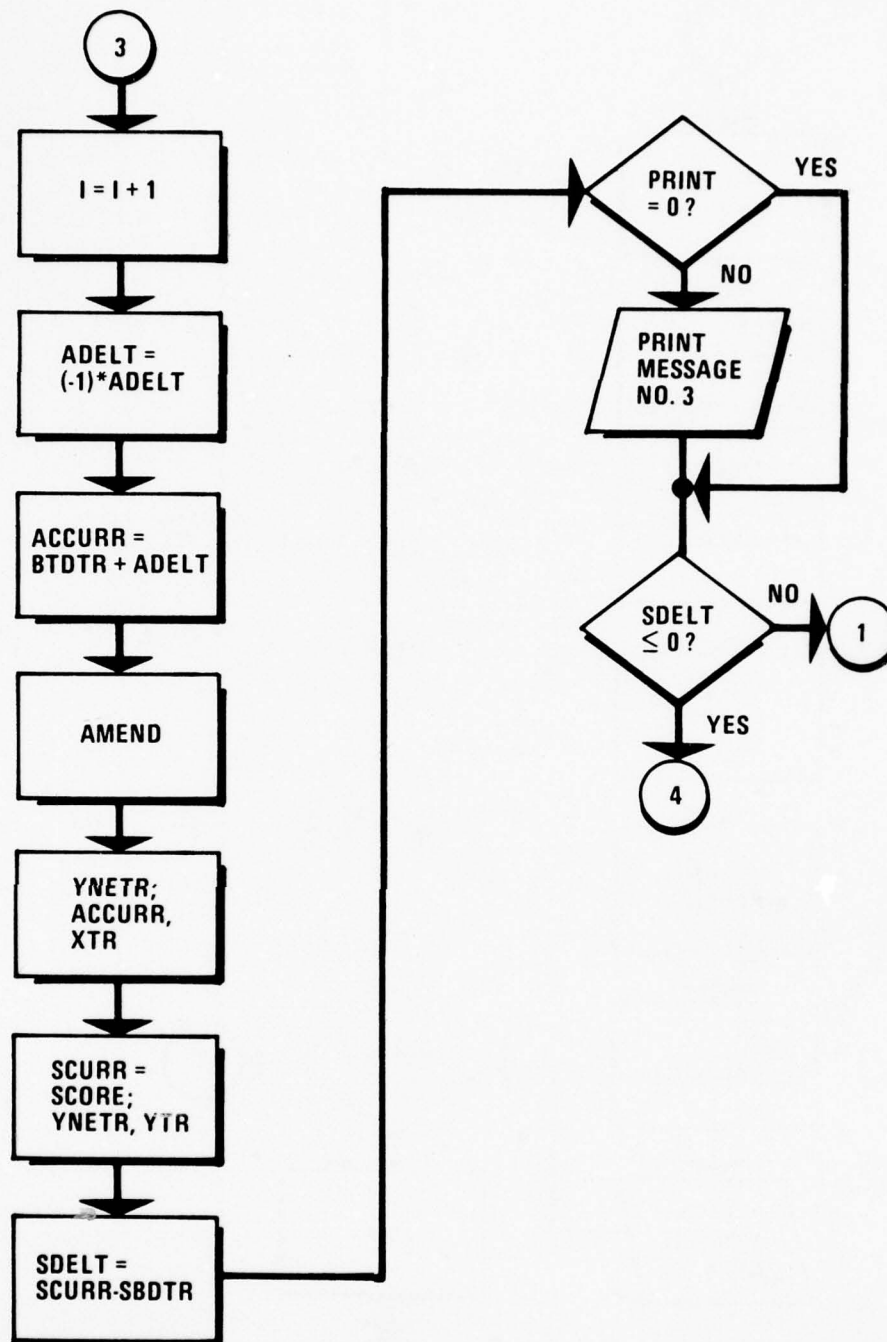 3
I = I + 1
ADELT =
(-1)*ADELT
ACCURR =
BTDTR + ADELT
AMEND
YNETR;
ACCURR,
XTR
SCURR =
SCORE;
YNETR, YTR
SDELT =
SCURR-SBDTR
PRINT
= 0?
YES
NO
PRINT
MESSAGE
NO. 3
SDELT
≤ 0?
NO
1
YES
4